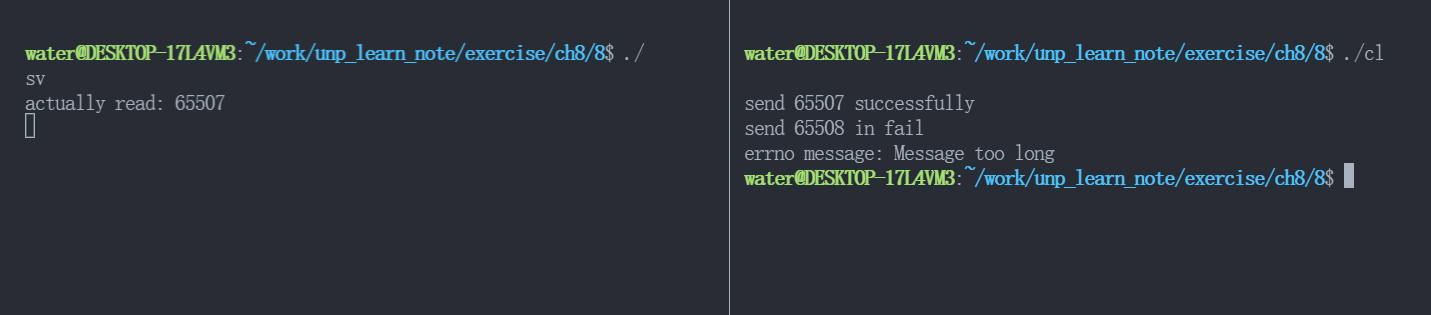 water@DESKTOP-17L4VM3:~/work/unp_learn_note/exercise/ch8/8$ ./
sv
actually read: 65507
water@DESKTOP-17L4VM3:~/work/unp_learn_note/exercise/ch8/8$ ./cl
send 65507 successfully
send 65508 in fail
errno message: Message too long
water@DESKTOP-17L4VM3:~/work/unp_learn_note/exercise/ch8/8$